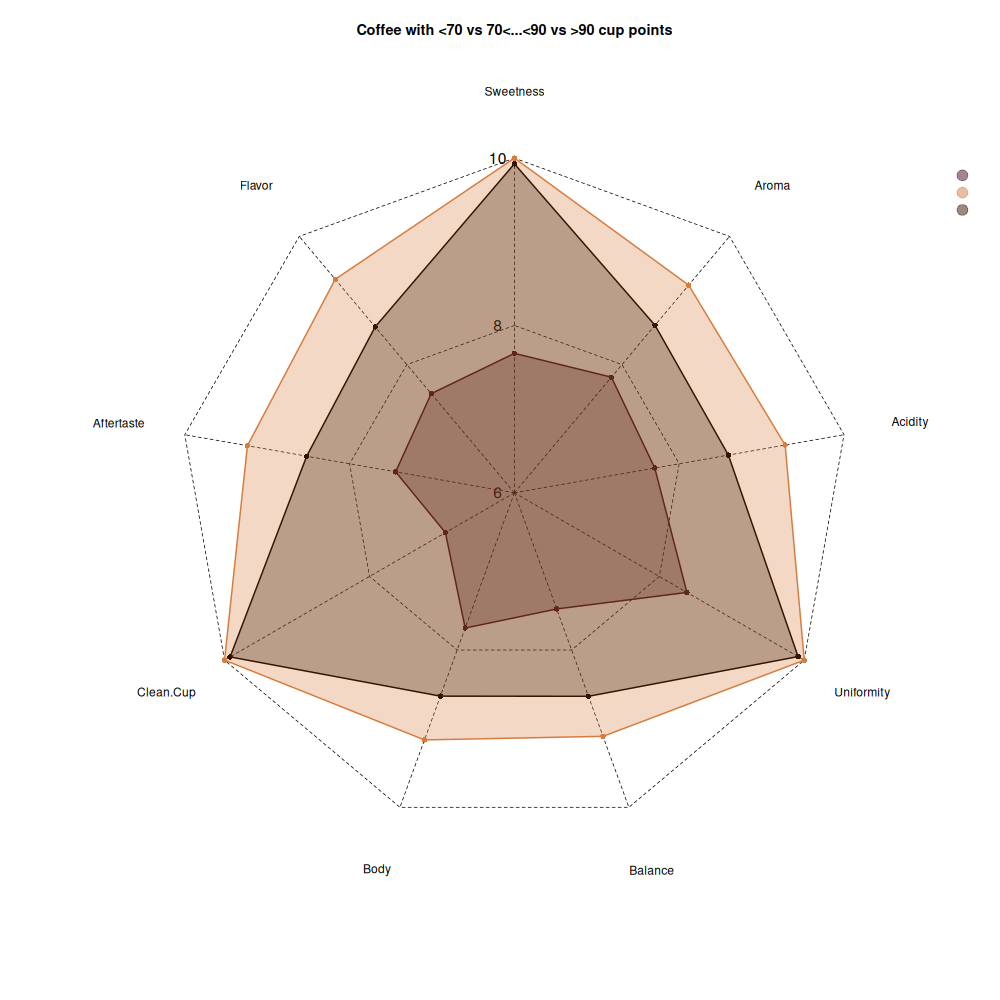 Coffee with <70 vs 70<...<90 vs >90 cup points
Sweetness
10
Flavor
Aroma
8
Aftertaste
Acidity
6
Clean.Cup
Uniformity
Body
Balance